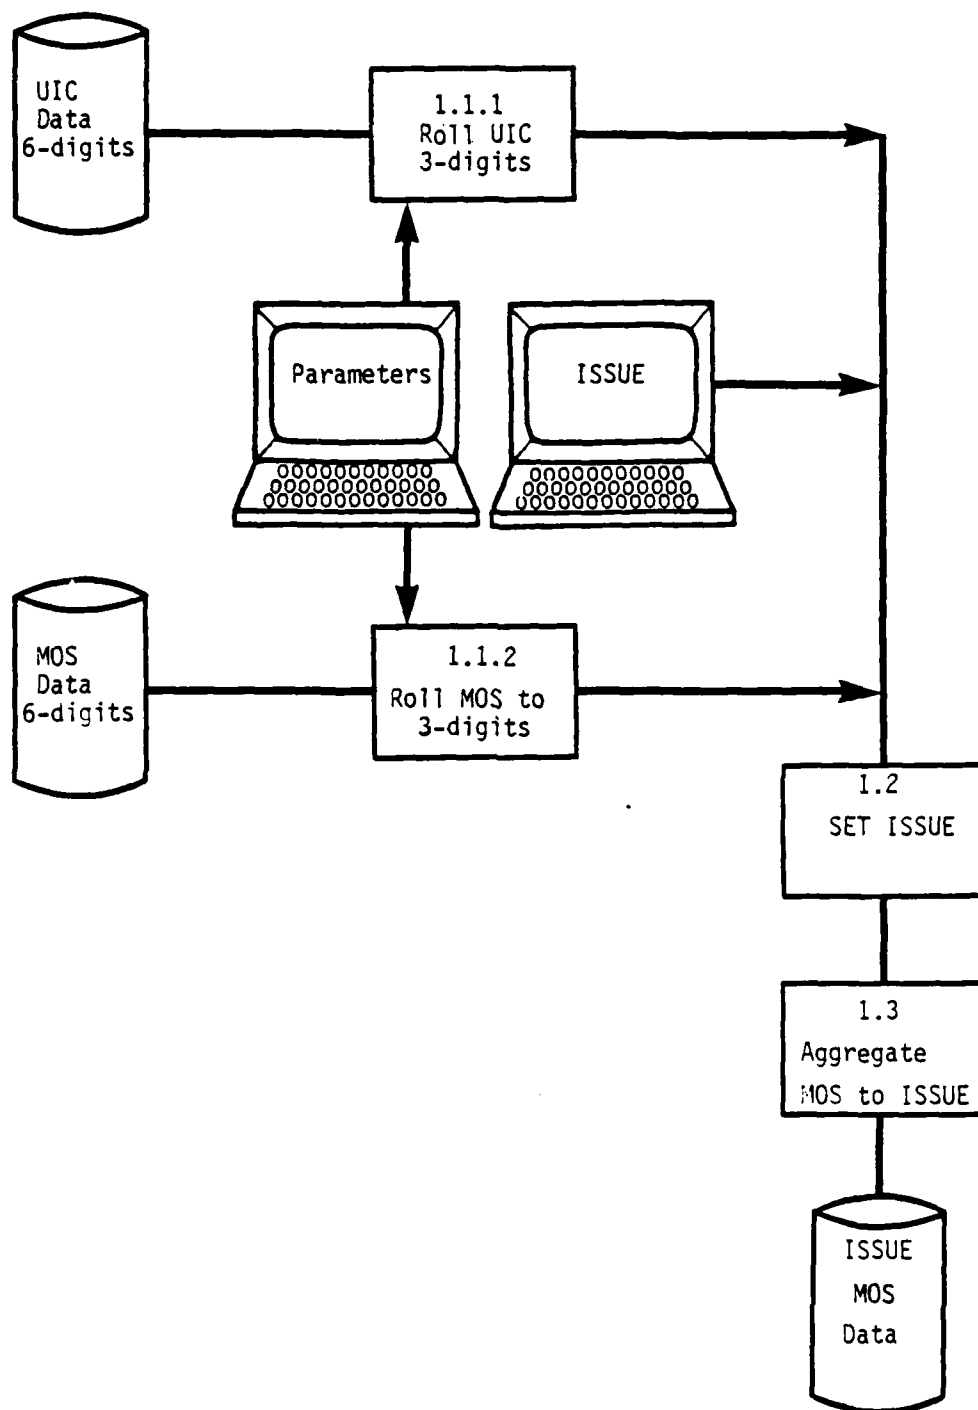 UIC
Data
6-digits
1.1.1
Roll UIC
3-digits
Parameters
ISSUE
MOS
Data
6-digits
1.1.2
Roll MOS to
3-digits
1.2
SET ISSUE
1.3
Aggregate
MOS to ISSUE
ISSUE
MOS
Data